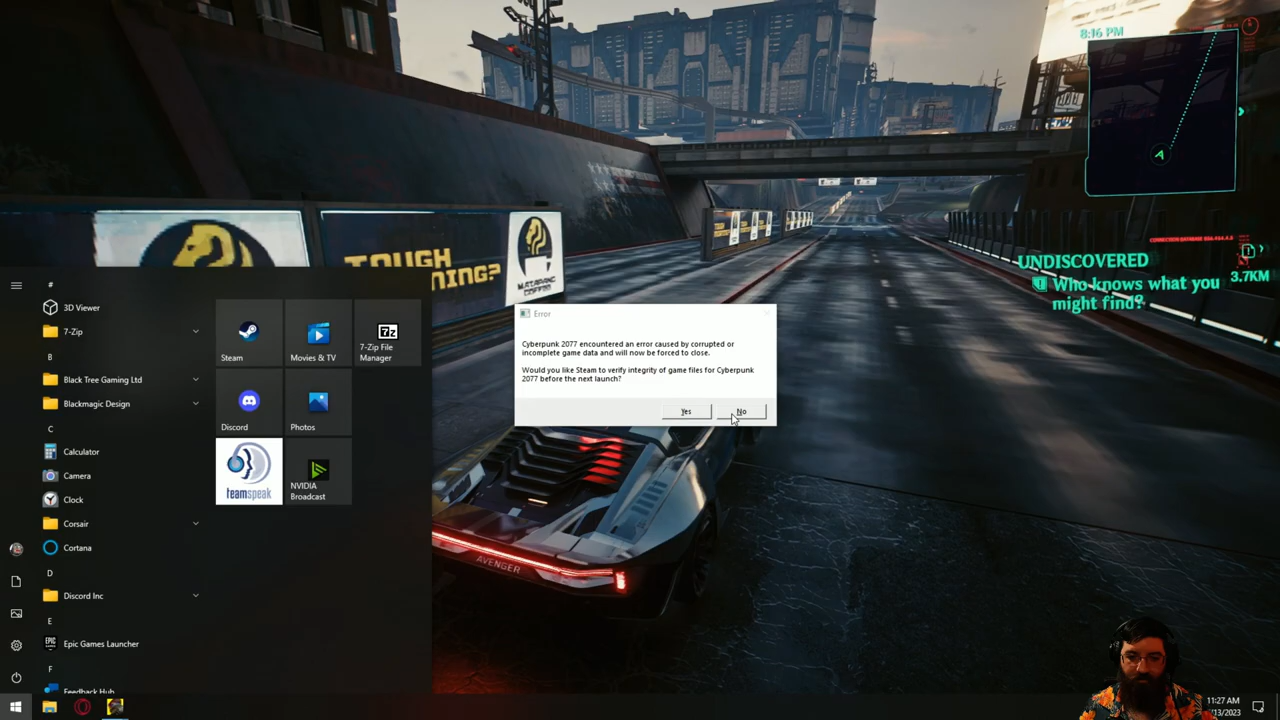 8:16 PM
UNDISCOVERED
Who knows what you
might find?
3.7KM
TOUGH
MATAPANG
COFFEE
#
3D Viewer
7-Zip
B
Black Tree Gaming Ltd
Blackmagic Design
C
Calculator
Camera
Clock
Corsair
Cortana
D
Discord Inc
E
Epic Games Launcher
F
Feedback Hub
Steam
Movies & TV
7z
7-Zip File
Manager
Discord
Photos
teamspeak
NVIDIA
Broadcast
Error
Cyberpunk 2077 encountered an error caused by corrupted or
incomplete game data and will now be forced to close.
Would you like Steam to verify integrity of game files for Cyberpunk
2077 before the next launch?
Yes
No
AVENGER
11:27 AM
/13/2023